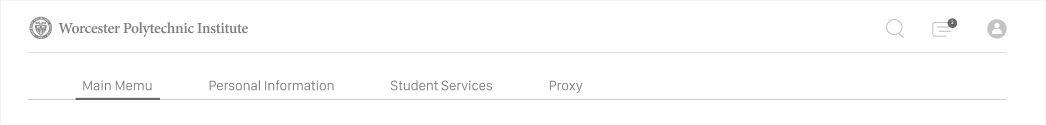 Worcester Polytechnic Institute
Main Memu Personal Information Student Services Proxy